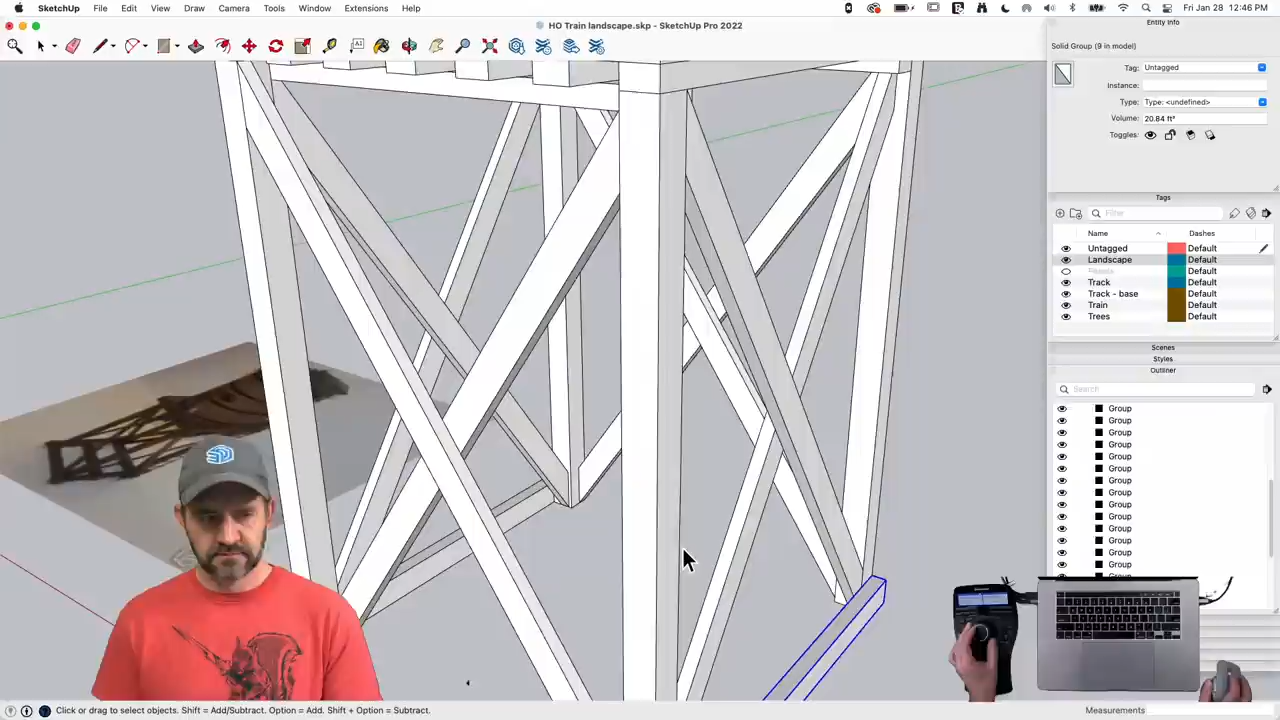 SketchUp File Edit View Draw Camera Tools Window Extensions Help Fri Jan 28 12:46 PM
HO Train landscape.skp - SketchUp Pro 2022
Entity Info
Solid Group (9 in model)
Tag: Untagged
Instance:
Type: Type: <undefined>
Volume: 20.84 ft³
Toggles:
Tags
Filter
Name Dashes
Untagged Default
Landscape Default
Default
Track Default
Track - base Default
Train Default
Trees Default
Scenes
Styles
Outliner
Search
Group
Group
Group
Group
Group
Group
Group
Group
Group
Group
Group
Group
Group
Group
Click or drag to select objects. Shift = Add/Subtract. Option = Add. Shift + Option = Subtract. Measurements